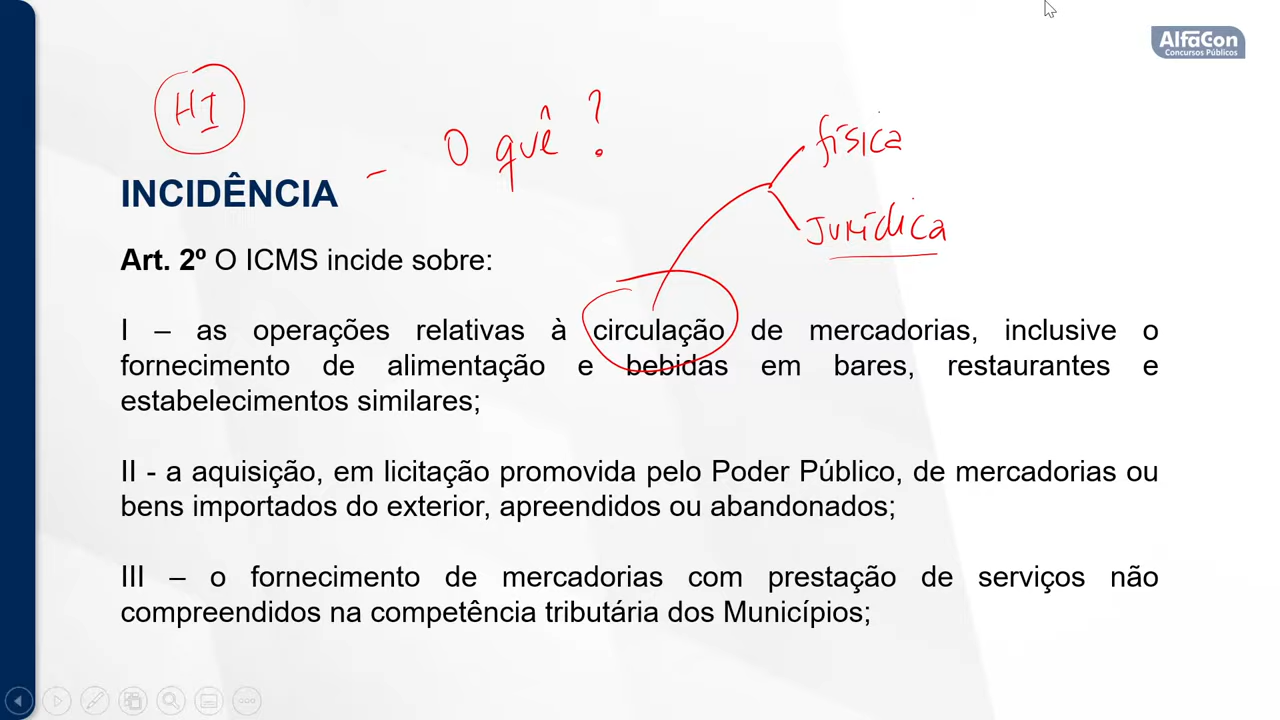 AlfaCon
Concursos Públicos
HI
- O quê?
física
Jurídica
INCIDÊNCIA
Art. 2º O ICMS incide sobre:
I – as operações relativas à circulação de mercadorias, inclusive o
fornecimento de alimentação e bebidas em bares, restaurantes e
estabelecimentos similares;
II - a aquisição, em licitação promovida pelo Poder Público, de mercadorias ou
bens importados do exterior, apreendidos ou abandonados;
III – o fornecimento de mercadorias com prestação de serviços não
compreendidos na competência tributária dos Municípios;